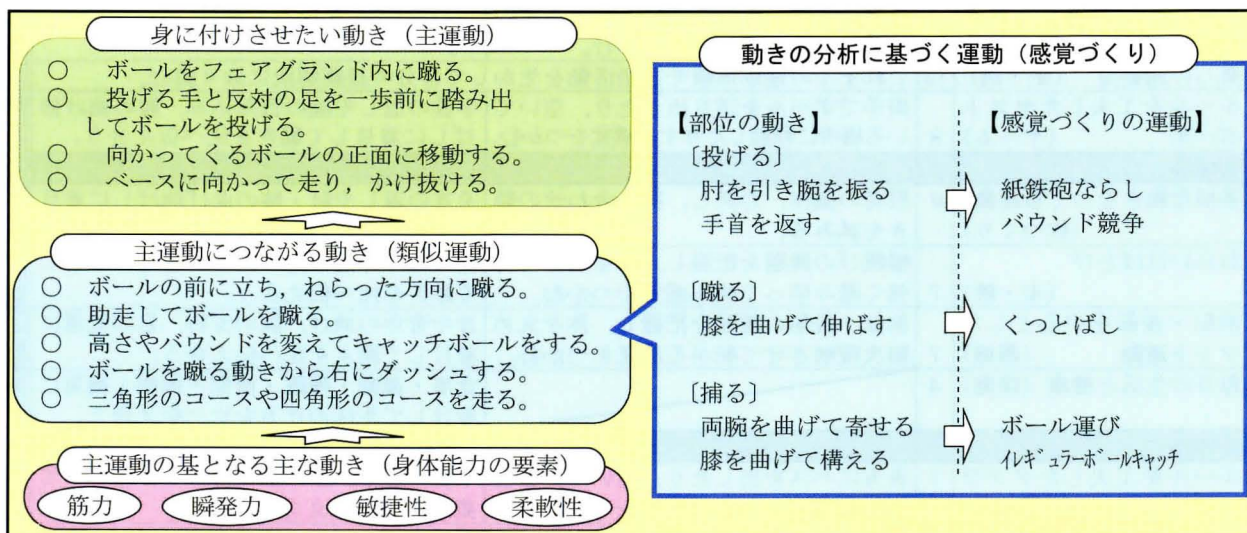 身に付けさせたい動き（主運動）
○ ボールをフェアグランド内に蹴る。
○ 投げる手と反対の足を一歩前に踏み出
してボールを投げる。
○ 向かってくるボールの正面に移動する。
○ ベースに向かって走り，かけ抜ける。
主運動につながる動き（類似運動）
○ ボールの前に立ち，ねらった方向に蹴る。
○ 助走してボールを蹴る。
○ 高さやバウンドを変えてキャッチボールをする。
○ ボールを蹴る動きから右にダッシュする。
○ 三角形のコースや四角形のコースを走る。
主運動の基となる主な動き（身体能力の要素）
筋力 瞬発力 敏捷性 柔軟性
動きの分析に基づく運動（感覚づくり）
【部位の動き】 【感覚づくりの運動】
〔投げる〕
肘を引き腕を振る 紙鉄砲ならし
手首を返す バウンド競争
〔蹴る〕
膝を曲げて伸ばす くつとばし
〔捕る〕
両腕を曲げて寄せる ボール運び
膝を曲げて構える ｲﾚｷﾞｭﾗｰﾎﾞｰﾙｷｬｯﾁ